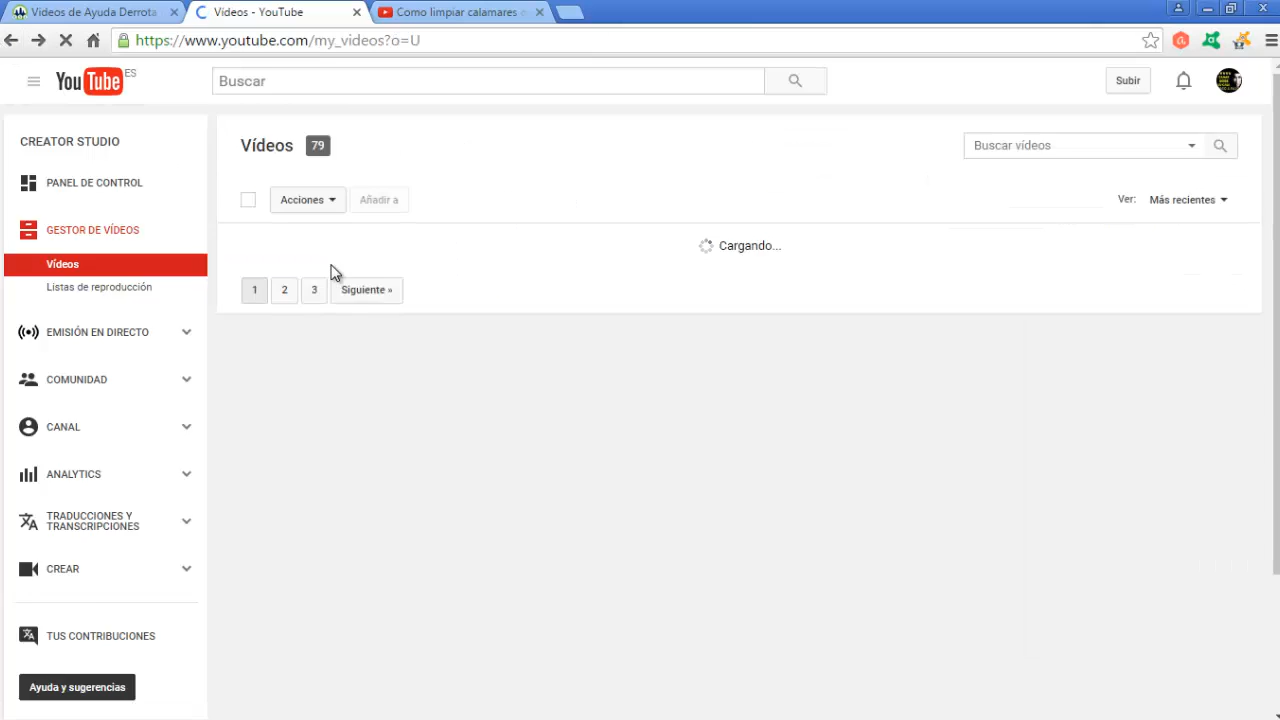 Videos de Ayuda Derrota
Vídeos - YouTube
Como limpiar calamares
https://www.youtube.com/my_videos?o=U
YouTube ES
Buscar
Subir
CREATOR STUDIO
PANEL DE CONTROL
GESTOR DE VÍDEOS
Vídeos
Listas de reproducción
EMISIÓN EN DIRECTO
COMUNIDAD
CANAL
ANALYTICS
TRADUCCIONES Y
TRANSCRIPCIONES
CREAR
TUS CONTRIBUCIONES
Ayuda y sugerencias
Vídeos 79
Buscar vídeos
Acciones
Añadir a
Ver: Más recientes
Cargando...
1 2 3 Siguiente »